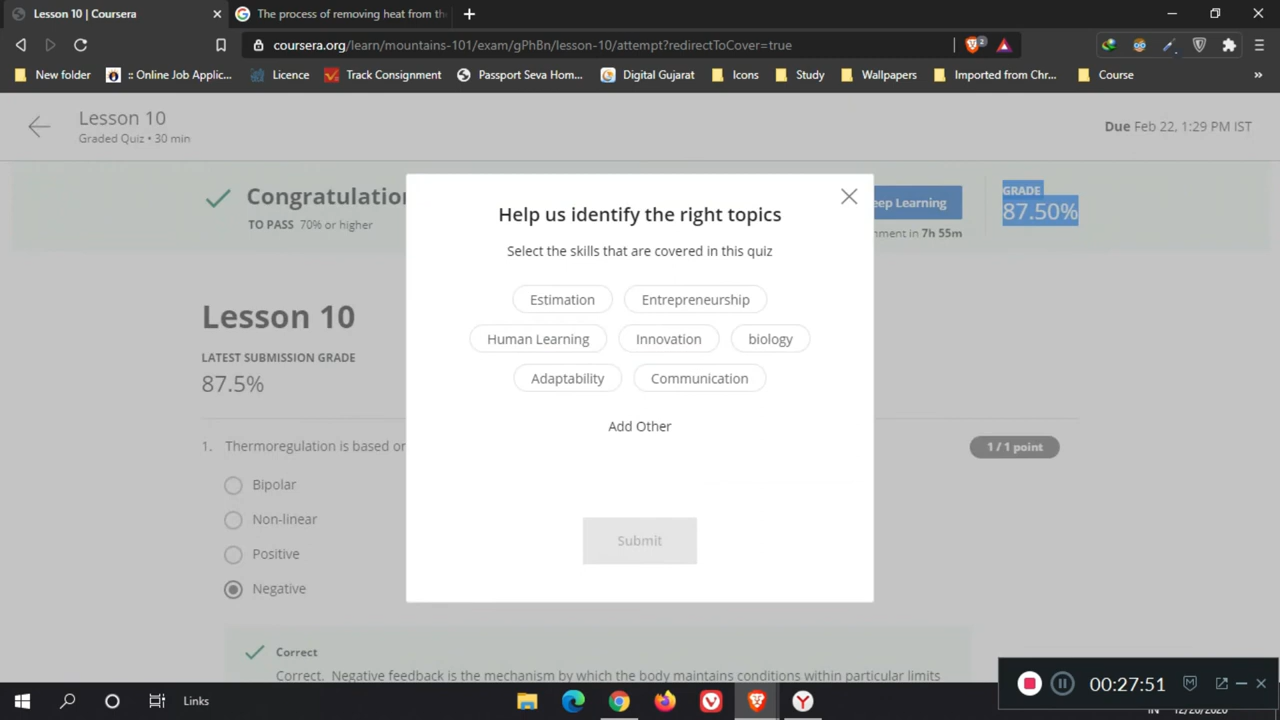 Lesson 10 | Coursera
The process of removing heat from th
coursera.org/learn/mountains-101/exam/gPhBn/lesson-10/attempt?redirectToCover=true
2
New folder
:: Online Job Applic...
Licence
Track Consignment
Passport Seva Hom...
Digital Gujarat
Icons
Study
Wallpapers
Imported from Chr...
Course
»
Lesson 10
Graded Quiz • 30 min
Due Feb 22, 1:29 PM IST
Congratulation
TO PASS 70% or higher
eep Learning
nment in 7h 55m
GRADE
87.50%
Help us identify the right topics
Select the skills that are covered in this quiz
Estimation
Entrepreneurship
Human Learning
Innovation
biology
Adaptability
Communication
Add Other
Submit
Lesson 10
LATEST SUBMISSION GRADE
87.5%
1. Thermoregulation is based on
1 / 1 point
Bipolar
Non-linear
Positive
Negative
Correct
Correct. Negative feedback is the mechanism by which the body maintains conditions within particular limits
00:27:51
Links